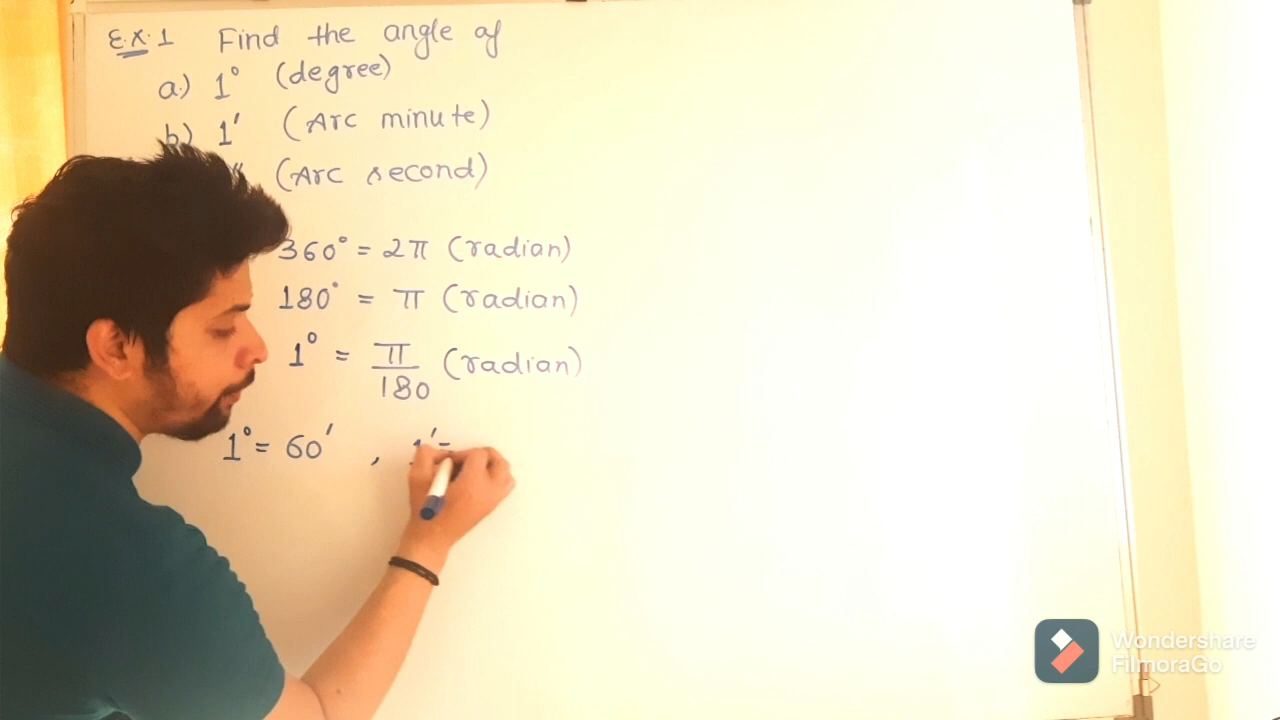 E.X.1 Find the angle of
a.) 1° (degree)
b) 1′ (Arc minute)
″ (Arc second)
360° = 2π (radian)
180° = π (radian)
1° = π/180 (radian)
1° = 60′ , 1′ =
Wondershare
FilmoraGo